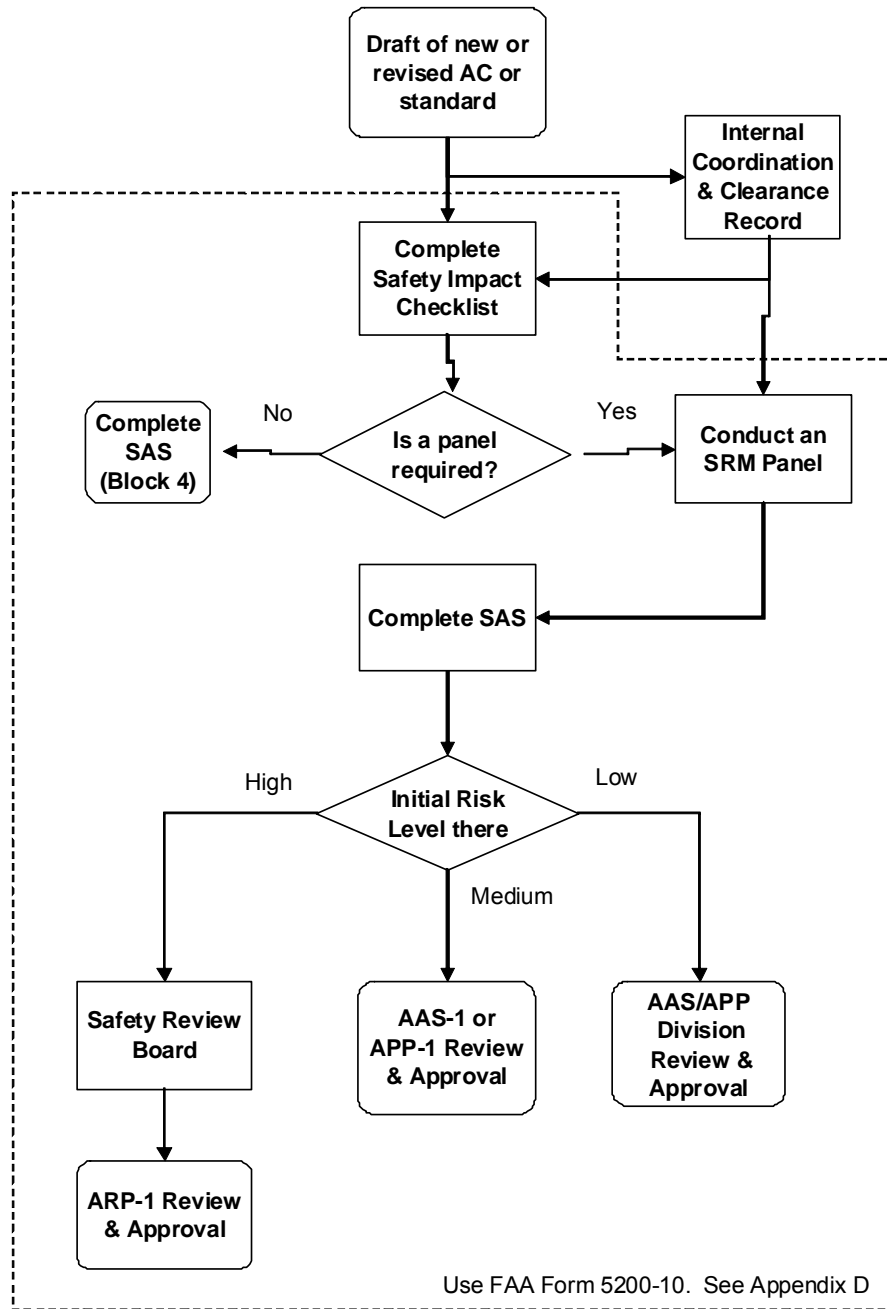 Draft of new or
revised AC or
standard
Internal
Coordination
& Clearance
Record
Complete
Safety Impact
Checklist
No
Yes
Complete
SAS
(Block 4)
Is a panel
required?
Conduct an
SRM Panel
Complete SAS
High
Low
Initial Risk
Level there
Medium
Safety Review
Board
AAS-1 or
APP-1 Review
& Approval
AAS/APP
Division
Review &
Approval
ARP-1 Review
& Approval
Use FAA Form 5200-10. See Appendix D